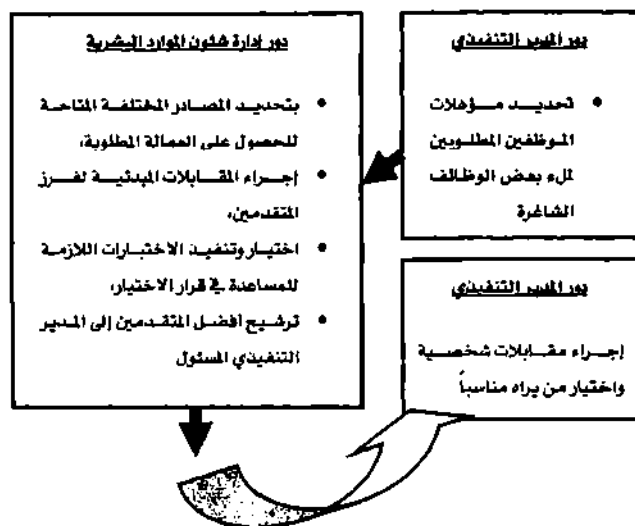 دور المدير التنفيذي
• تحديد مؤهلات
الموظفين المطلوبين
لملء بعض الوظائف
الشاغرة
دور إدارة شئون الموارد البشرية
• بتحديد المصادر المختلفة المتاحة
للحصول على العمالة المطلوبة،
• إجراء المقابلات المبدئية لفرز
المتقدمين،
• اختيار وتنفيذ الاختبارات اللازمة
للمساعدة في قرار الاختيار،
• ترشيح أفضل المتقدمين إلى المدير
التنفيذي المسئول
دور المدير التنفيذي
إجراء مقابلات شخصية
واختيار من يراه مناسباً